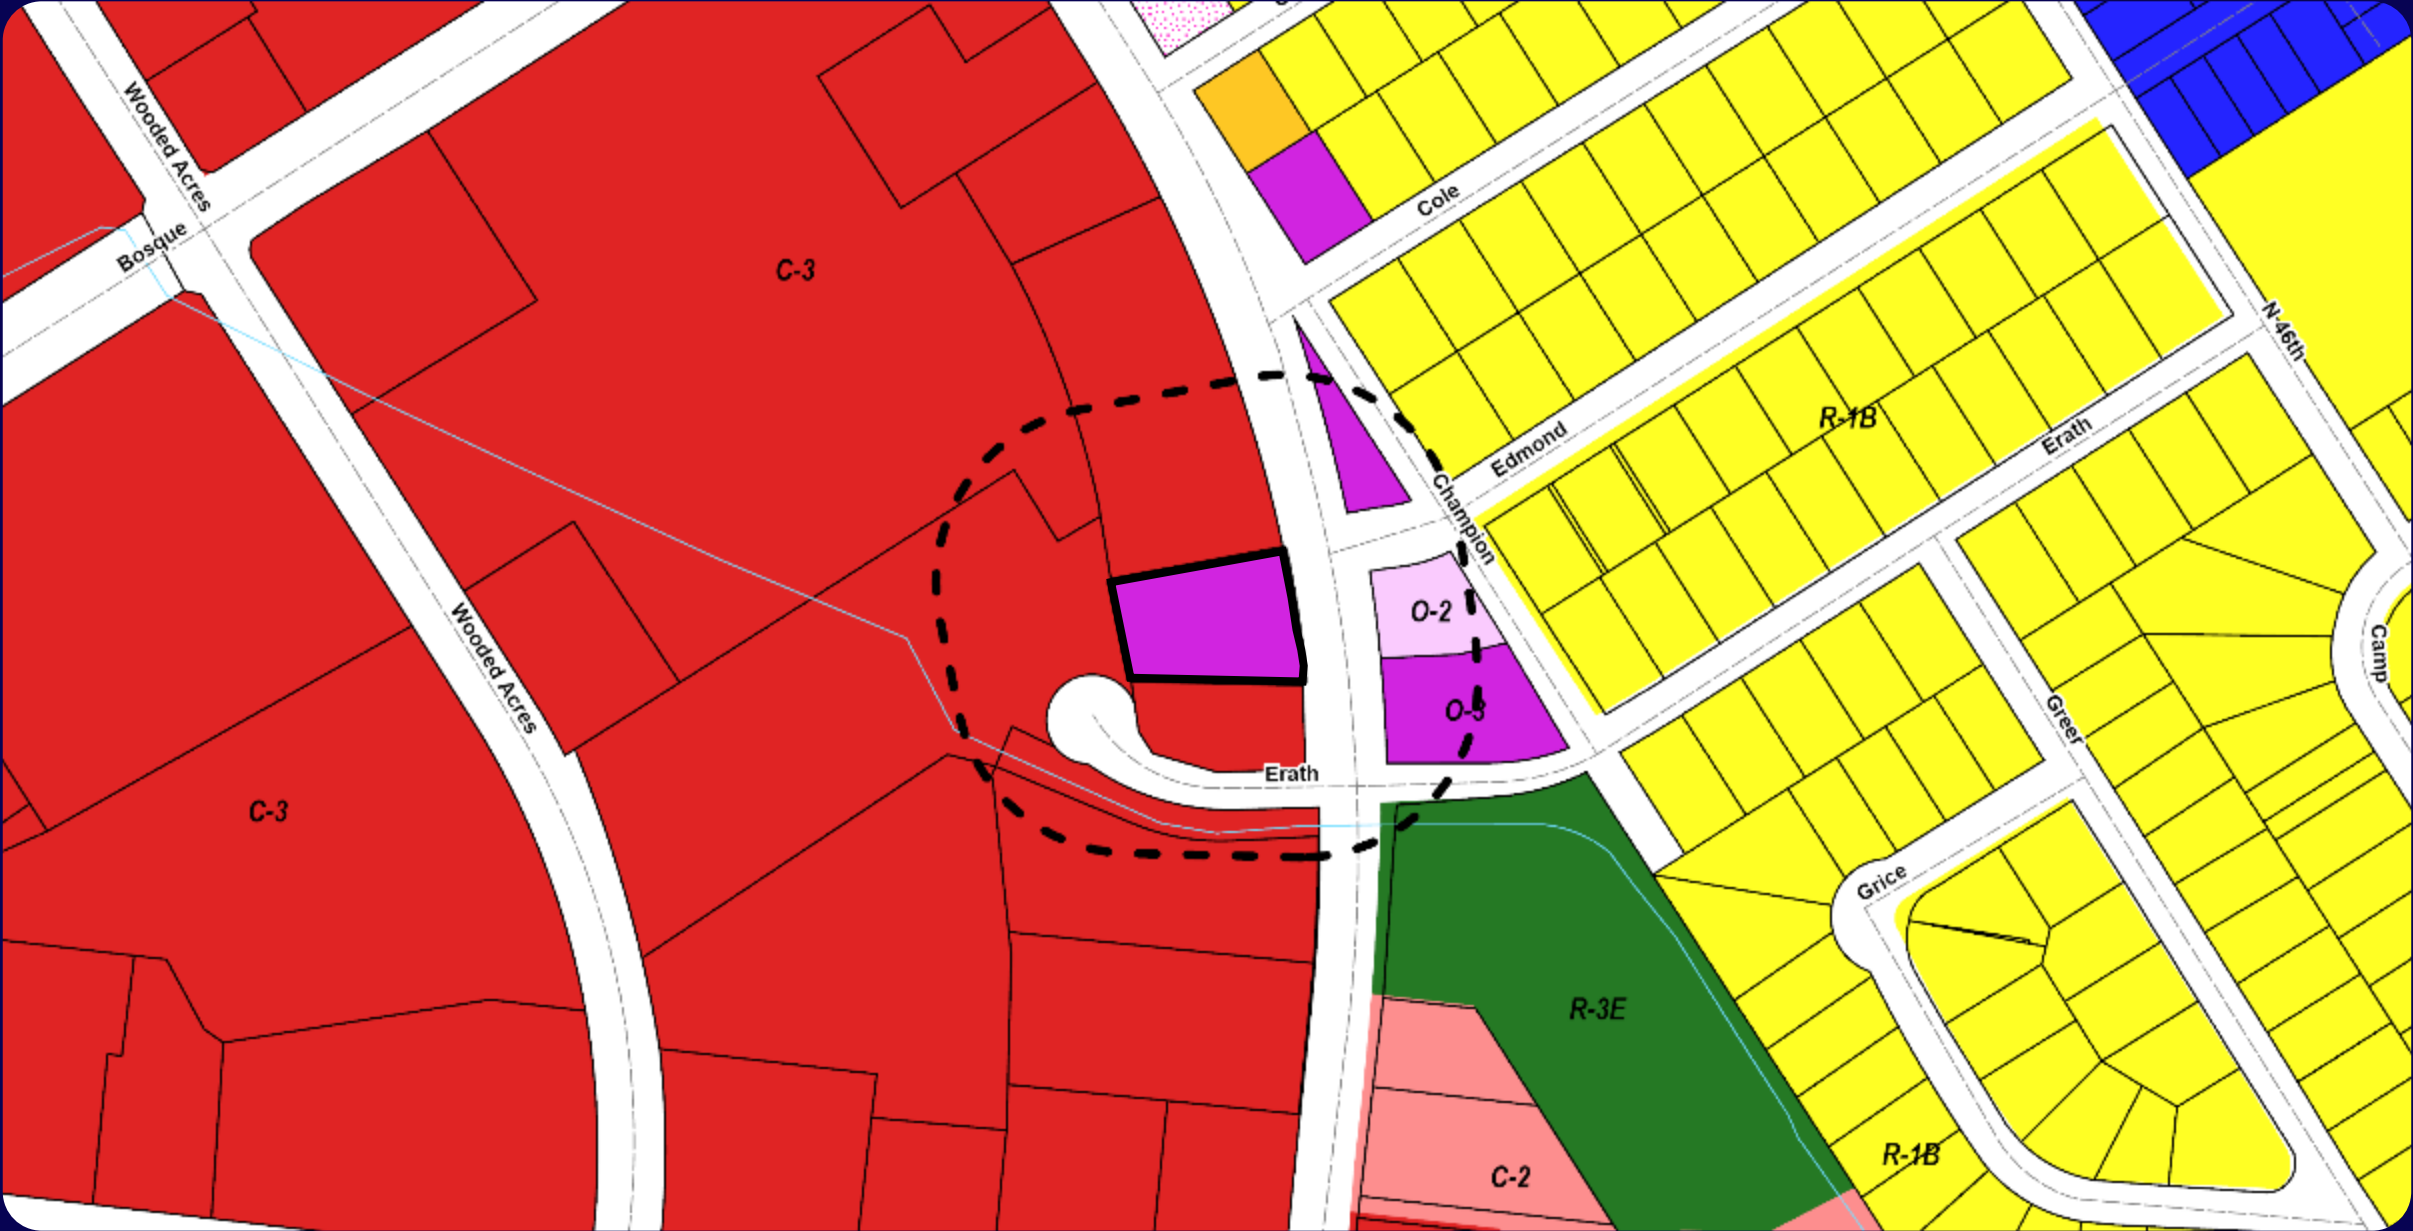 Wooded Acres
Bosque
C-3
Cole
N 46th
R-1B
Erath
Edmond
Champion
O-2
Camp
Wooded Acres
O-3
Greer
Erath
C-3
Grice
R-3E
R-1B
C-2